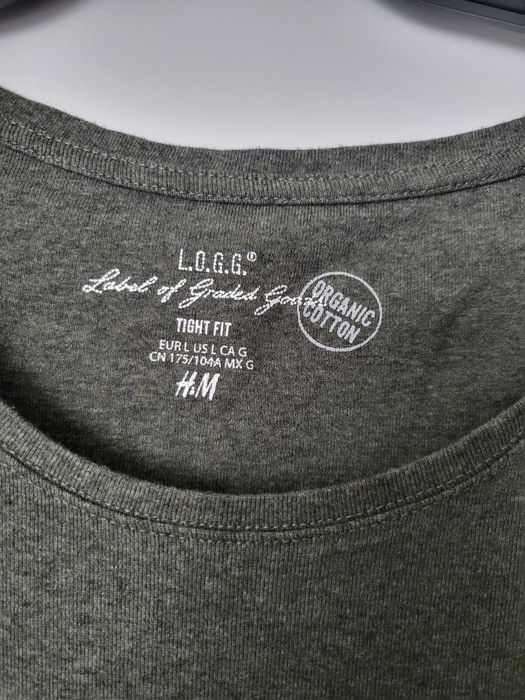 L.O.G.G.®
Label of Graded Goods
ORGANIC
COTTON
TIGHT FIT
EUR L US L CA G
CN 175/104A MX G
H&M